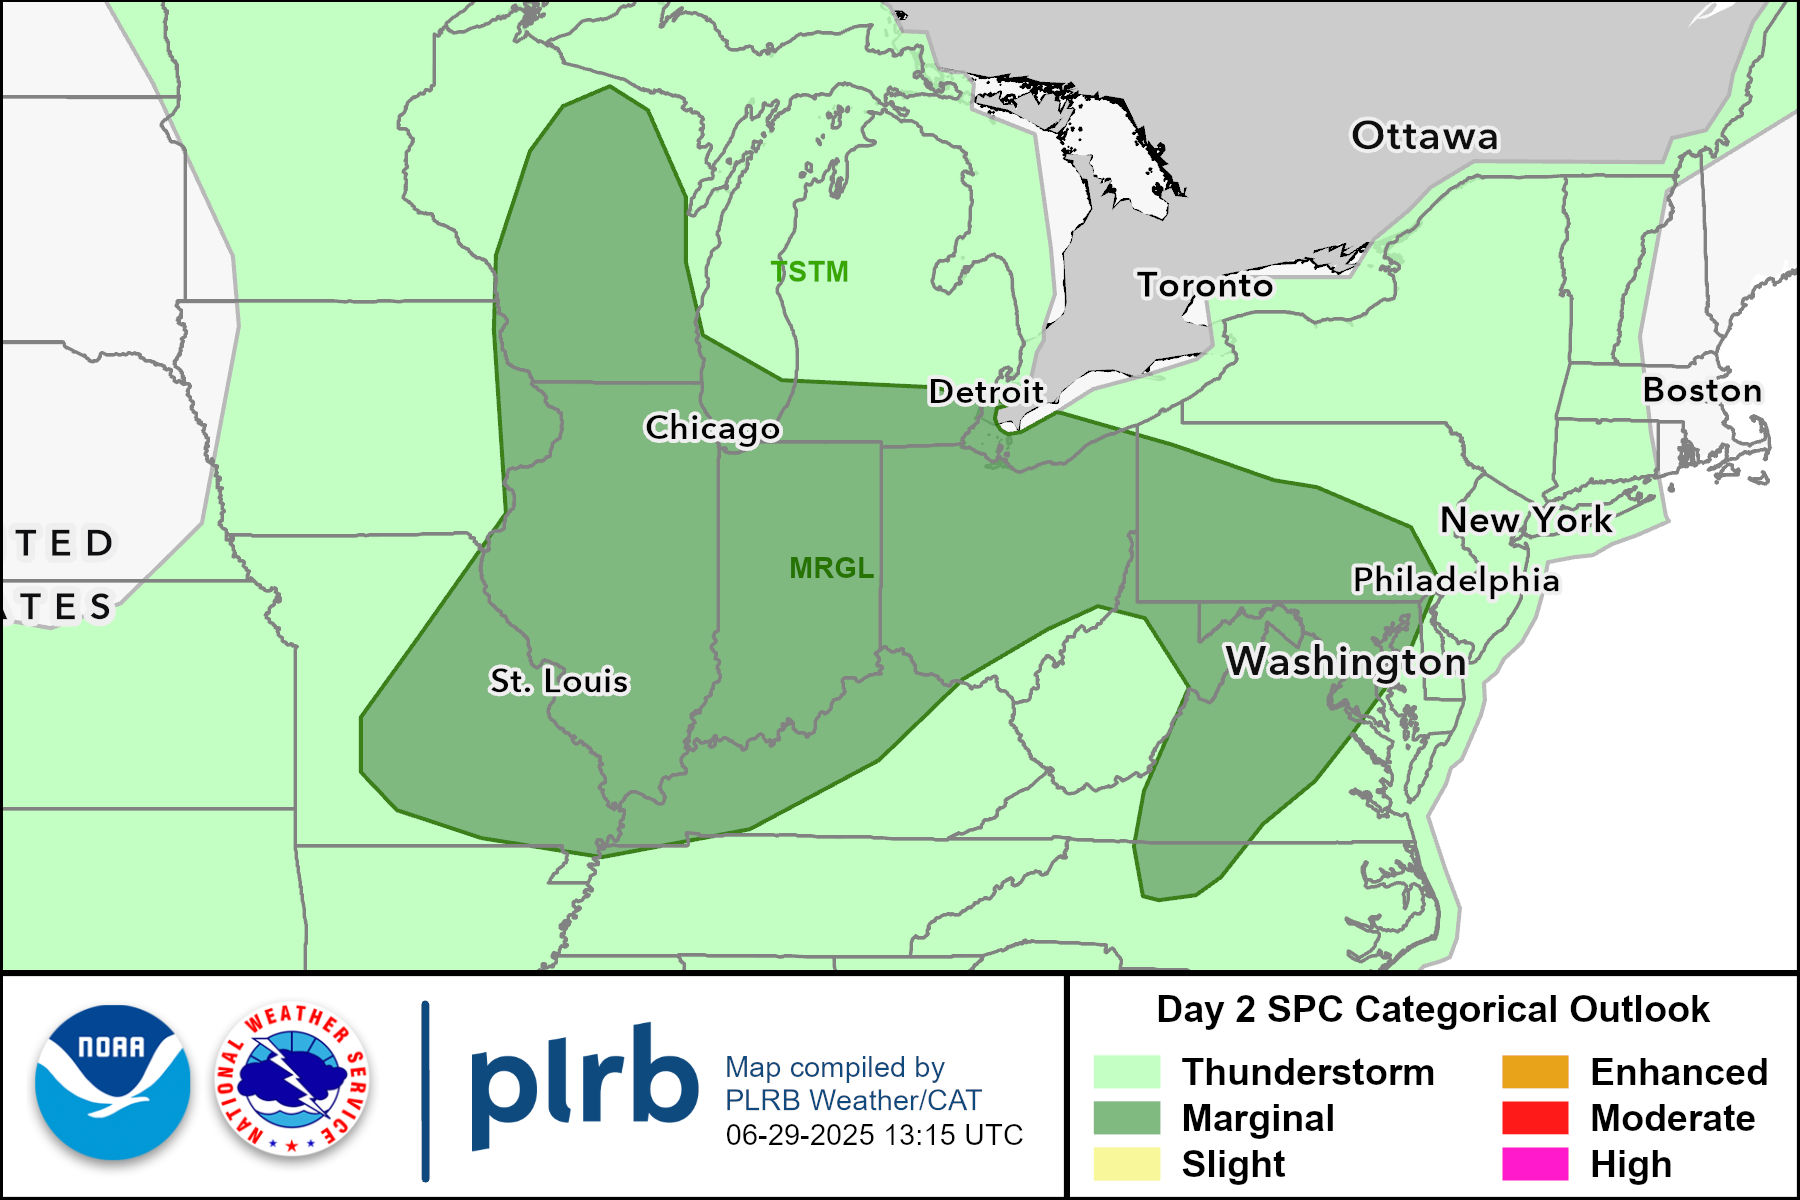 Ottawa
TSTM
Toronto
Detroit
Boston
Chicago
New York
TED
MRGL
Philadelphia
ATES
Washington
St. Louis
NOAA
NATIONAL WEATHER SERVICE
plrb
Map compiled by
PLRB Weather/CAT
06-29-2025 13:15 UTC
Day 2 SPC Categorical Outlook
Thunderstorm
Enhanced
Marginal
Moderate
Slight
High